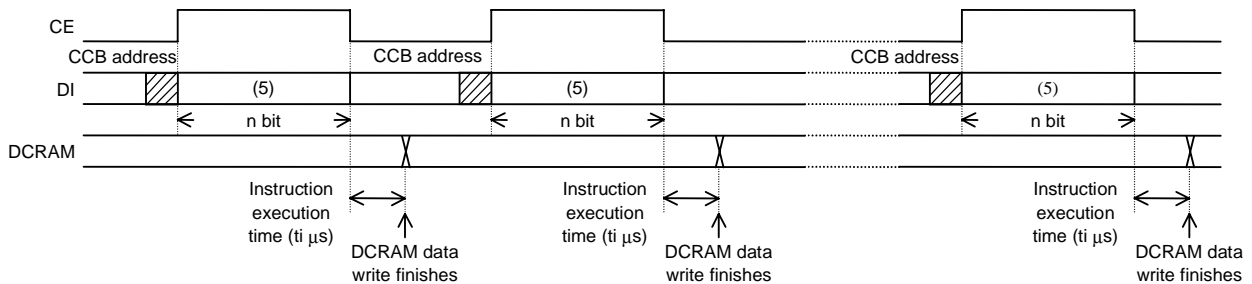 CE
CCB address
CCB address
CCB address
DI
(5)
(5)
(5)
n bit
n bit
n bit
DCRAM
Instruction
execution
time (ti μs)
Instruction
execution
time (ti μs)
Instruction
execution
time (ti μs)
DCRAM data
write finishes
DCRAM data
write finishes
DCRAM data
write finishes